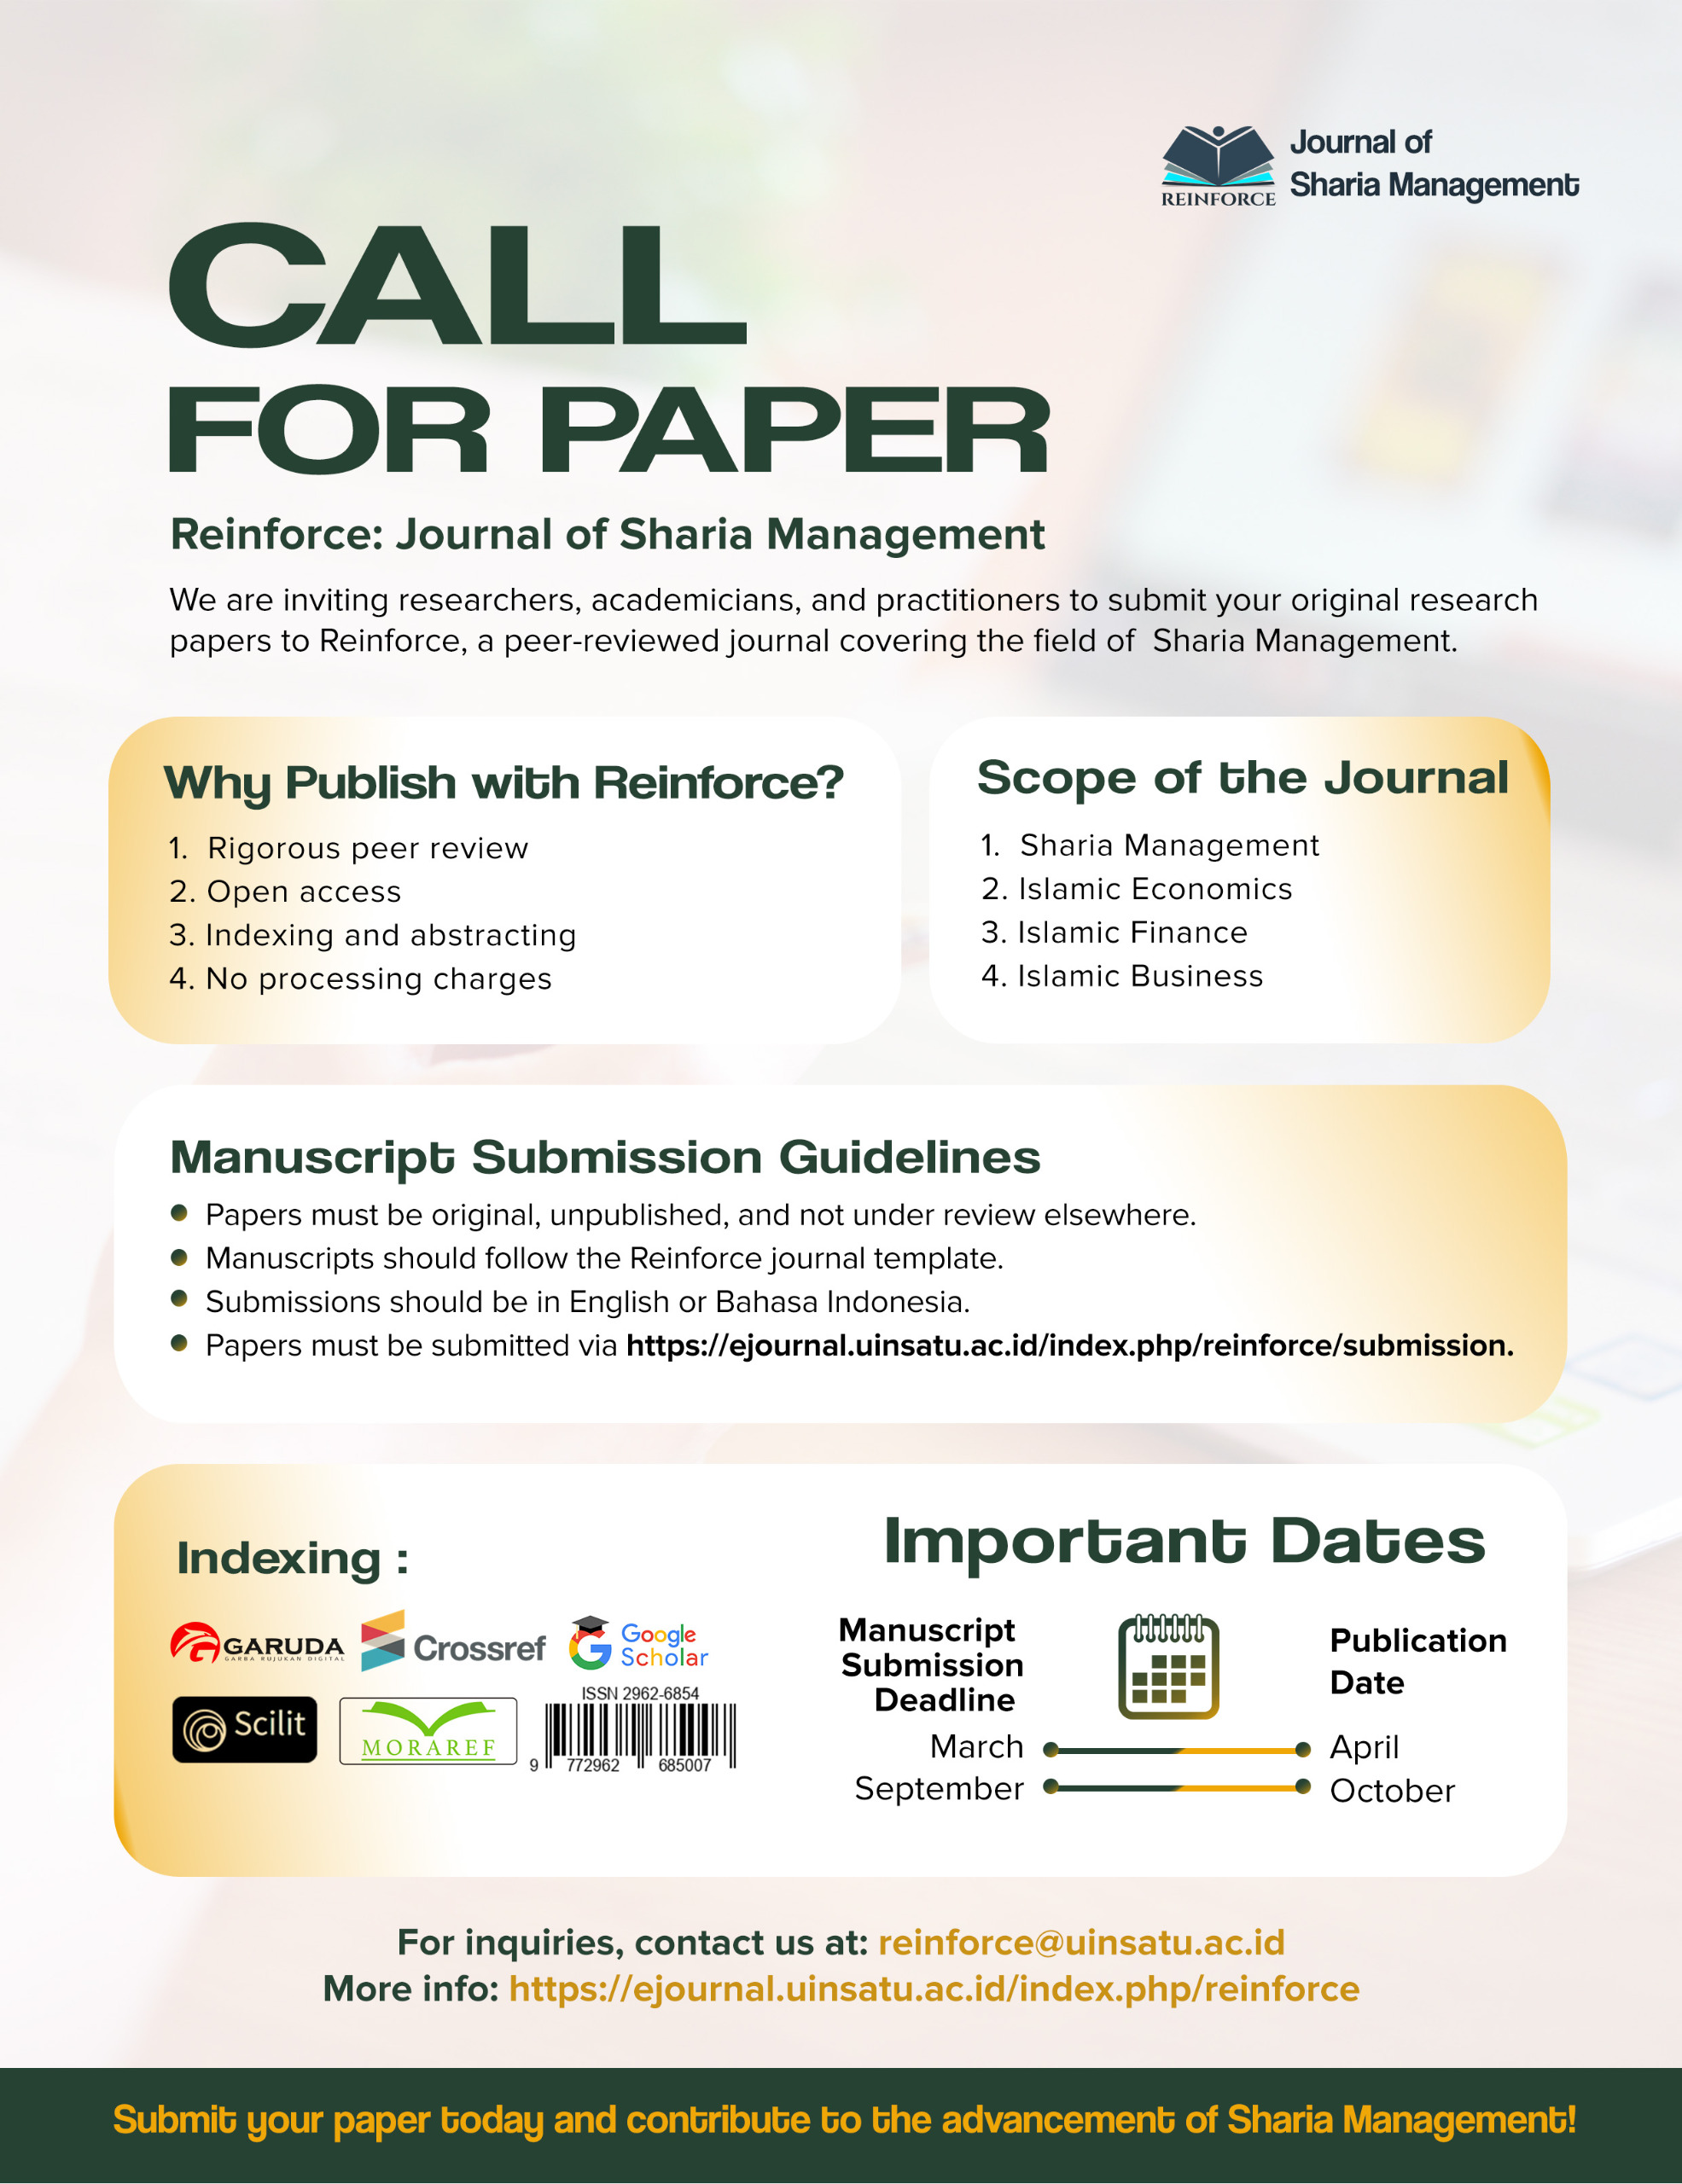 Journal of
Sharia Management
REINFORCE
CALL
FOR PAPER
Reinforce: Journal of Sharia Management
We are inviting researchers, academicians, and practitioners to submit your original research
papers to Reinforce, a peer-reviewed journal covering the field of Sharia Management.
Why Publish with Reinforce?
1. Rigorous peer review
2. Open access
3. Indexing and abstracting
4. No processing charges
Scope of the Journal
1. Sharia Management
2. Islamic Economics
3. Islamic Finance
4. Islamic Business
Manuscript Submission Guidelines
Papers must be original, unpublished, and not under review elsewhere.
Manuscripts should follow the Reinforce journal template.
Submissions should be in English or Bahasa Indonesia.
Papers must be submitted via https://ejournal.uinsatu.ac.id/index.php/reinforce/submission.
Indexing :
GARUDA
GARBA RUJUKAN DIGITAL
Crossref
Google
Scholar
Scilit
MORAREF
ISSN 2962-6854
9 772962 685007
Important Dates
Manuscript
Submission
Deadline
March
September
Publication
Date
April
October
For inquiries, contact us at: reinforce@uinsatu.ac.id
More info: https://ejournal.uinsatu.ac.id/index.php/reinforce
Submit your paper today and contribute to the advancement of Sharia Management!